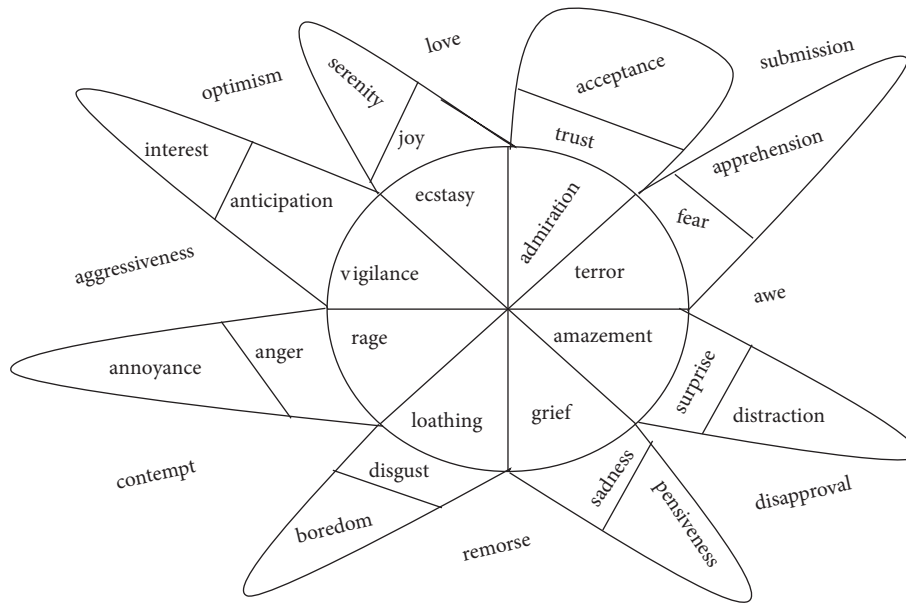 love
submission
optimism
serenity
acceptance
interest
joy
trust
apprehension
anticipation
ecstasy
admiration
fear
aggressiveness
vigilance
terror
awe
annoyance
anger
rage
amazement
surprise
distraction
loathing
grief
contempt
disgust
sadness
pensiveness
disapproval
boredom
remorse